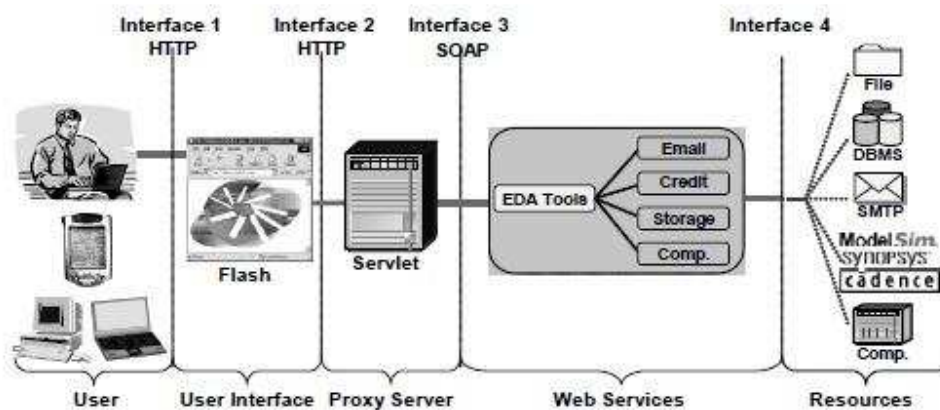 Interface 1
HTTP
Interface 2
HTTP
Interface 3
SOAP
Interface 4
File
DBMS
SMTP
ModelSim.
SYNOPSYS
cādence
Comp.
EDA Tools
Email
Credit
Storage
Comp.
Flash
Servlet
User
User Interface
Proxy Server
Web Services
Resources